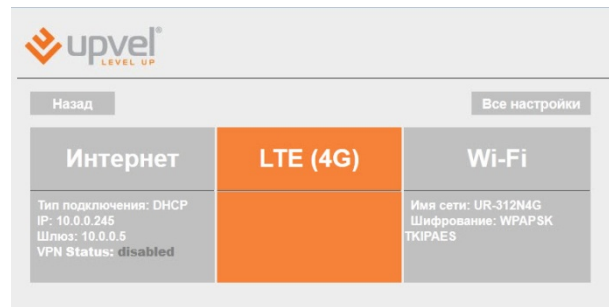 upvel
LEVEL UP
Назад
Все настройки
Интернет
LTE (4G)
Wi-Fi
Тип подключения: DHCP
IP: 10.0.0.245
Шлюз: 10.0.0.5
VPN Status: disabled
Имя сети: UR-312N4G
Шифрование: WPAPSK
TKIPAES